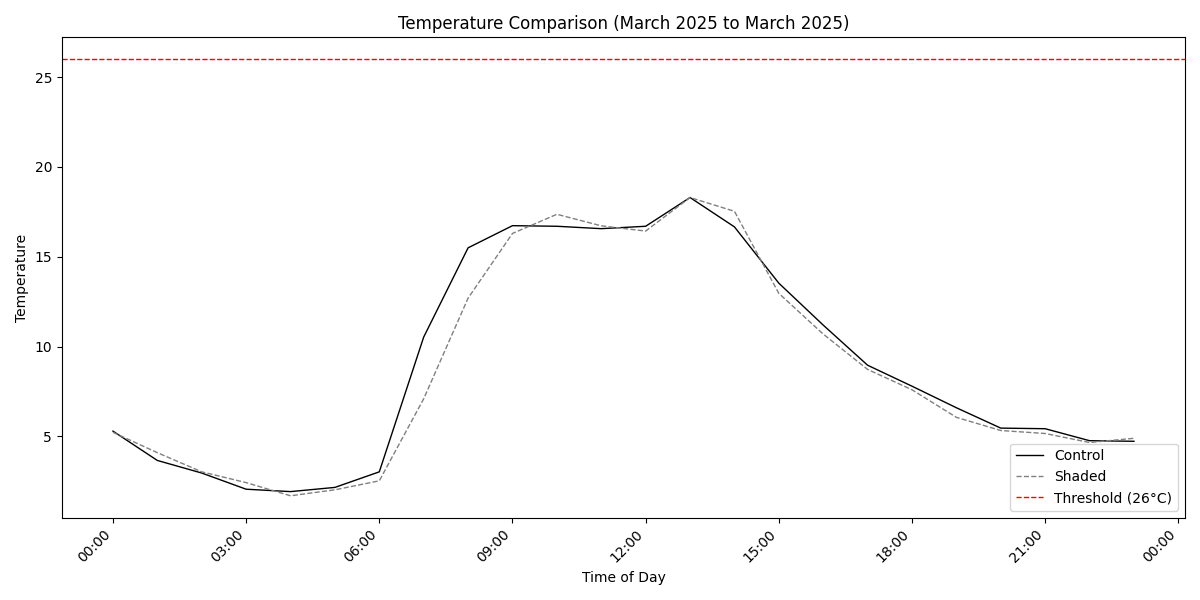 Temperature Comparison (March 2025 to March 2025)
Temperature
25
20
15
10
5
Control
Shaded
Threshold (26°C)
00:00
03:00
06:00
09:00
12:00
15:00
18:00
21:00
00:00
Time of Day